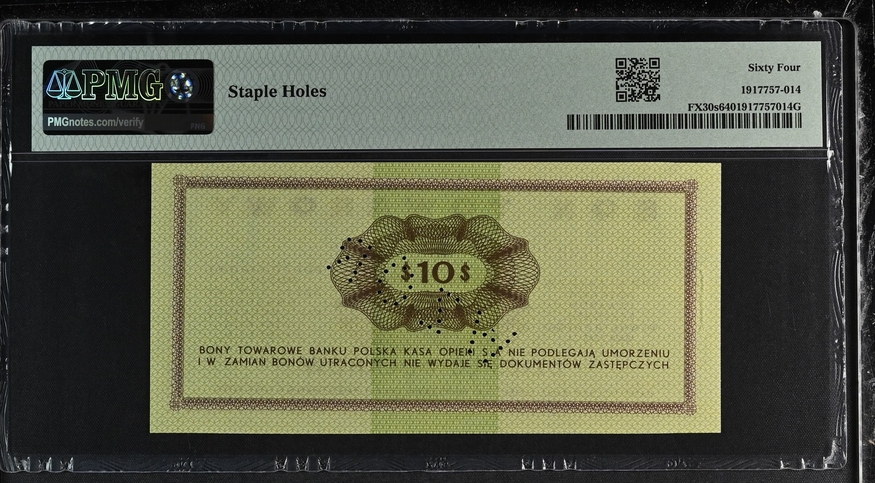 PMG
PMGnotes.com/verify
Staple Holes
Sixty Four
1917757-014
FX30s6401917757014G
$10$
BONY TOWAROWE BANKU POLSKA KASA OPIEKI S.A. NIE PODLEGAJĄ UMORZENIU
I W ZAMIAN BONÓW UTRACONYCH NIE WYDAJE SIĘ DOKUMENTÓW ZASTĘPCZYCH